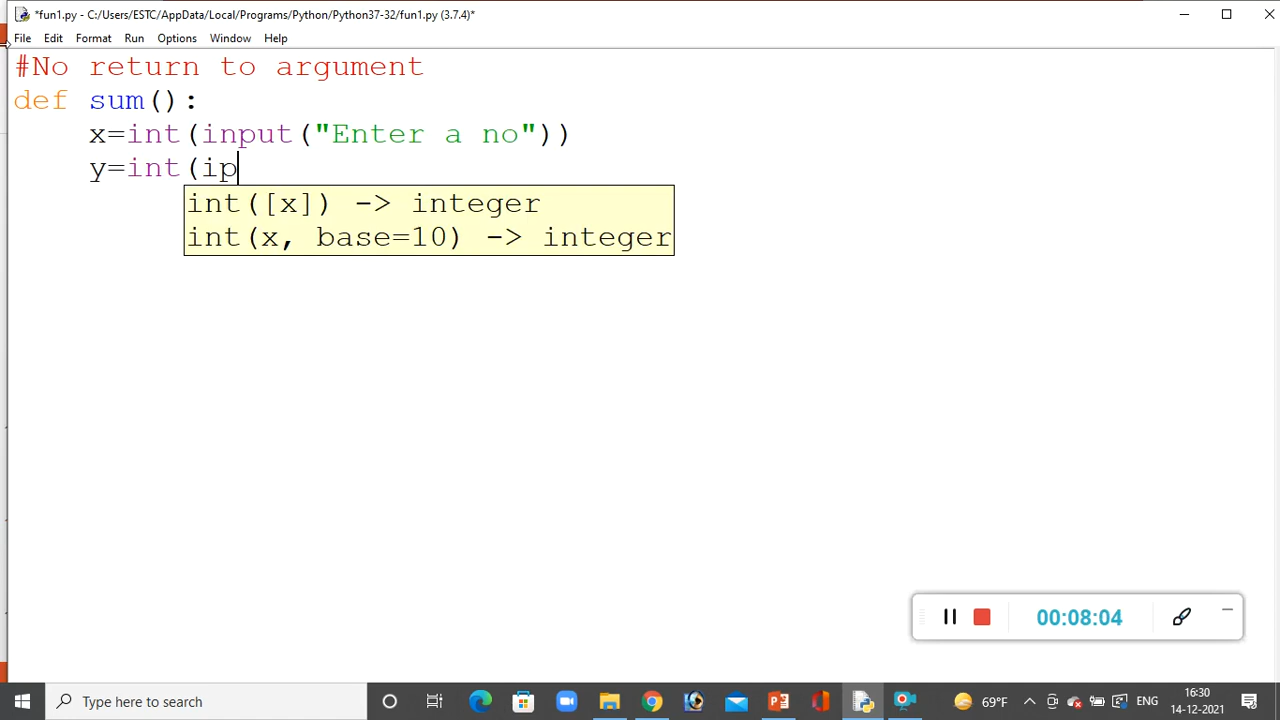 *fun1.py - C:/Users/ESTC/AppData/Local/Programs/Python/Python37-32/fun1.py (3.7.4)*
File Edit Format Run Options Window Help
#No return to argument
def sum():
    x=int(input("Enter a no"))
    y=int(ip
int([x]) -> integer
int(x, base=10) -> integer
00:08:04
Type here to search
69°F
ENG
16:30
14-12-2021